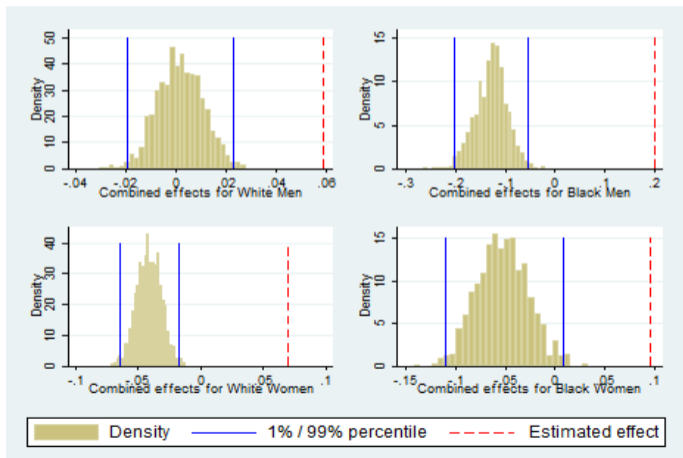 Density
50
40
30
20
10
0
-.04 -.02 0 .02 .04 .06
Combined effects for White Men
Density
15
10
5
0
-.3 -.2 -.1 0 .1 .2
Combined effects for Black Men
Density
40
30
20
10
0
-.1 -.05 0 .05 .1
Combined effects for White Women
Density
15
10
5
0
-.15 -.1 -.05 0 .05 .1
Combined effects for Black Women
Density 1% / 99% percentile Estimated effect